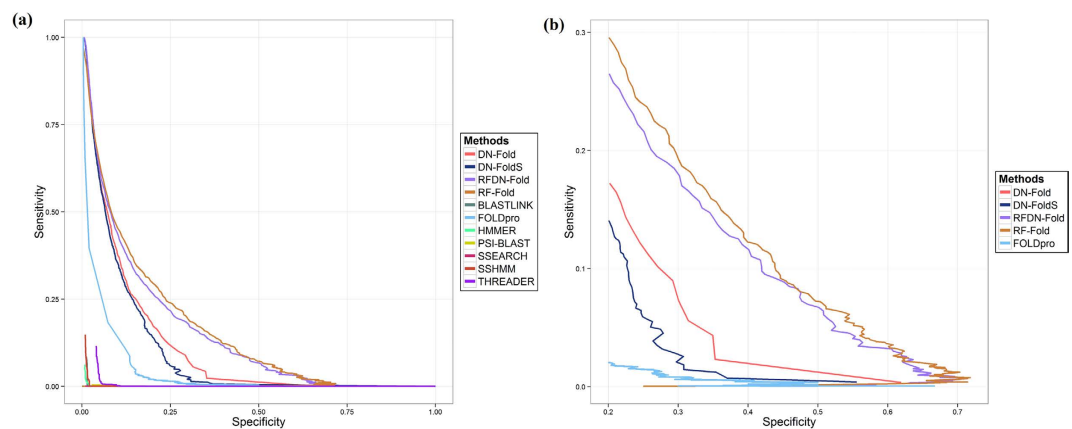 (a)
1.00
0.75
0.50
0.25
0.00
Sensitivity
0.00 0.25 0.50 0.75 1.00
Specificity
Methods
DN-Fold
DN-FoldS
RFDN-Fold
RF-Fold
BLASTLINK
FOLDpro
HMMER
PSI-BLAST
SSEARCH
SSHMM
THREADER
(b)
0.3
0.2
0.1
0.0
Sensitivity
0.2 0.3 0.4 0.5 0.6 0.7
Specificity
Methods
DN-Fold
DN-FoldS
RFDN-Fold
RF-Fold
FOLDpro